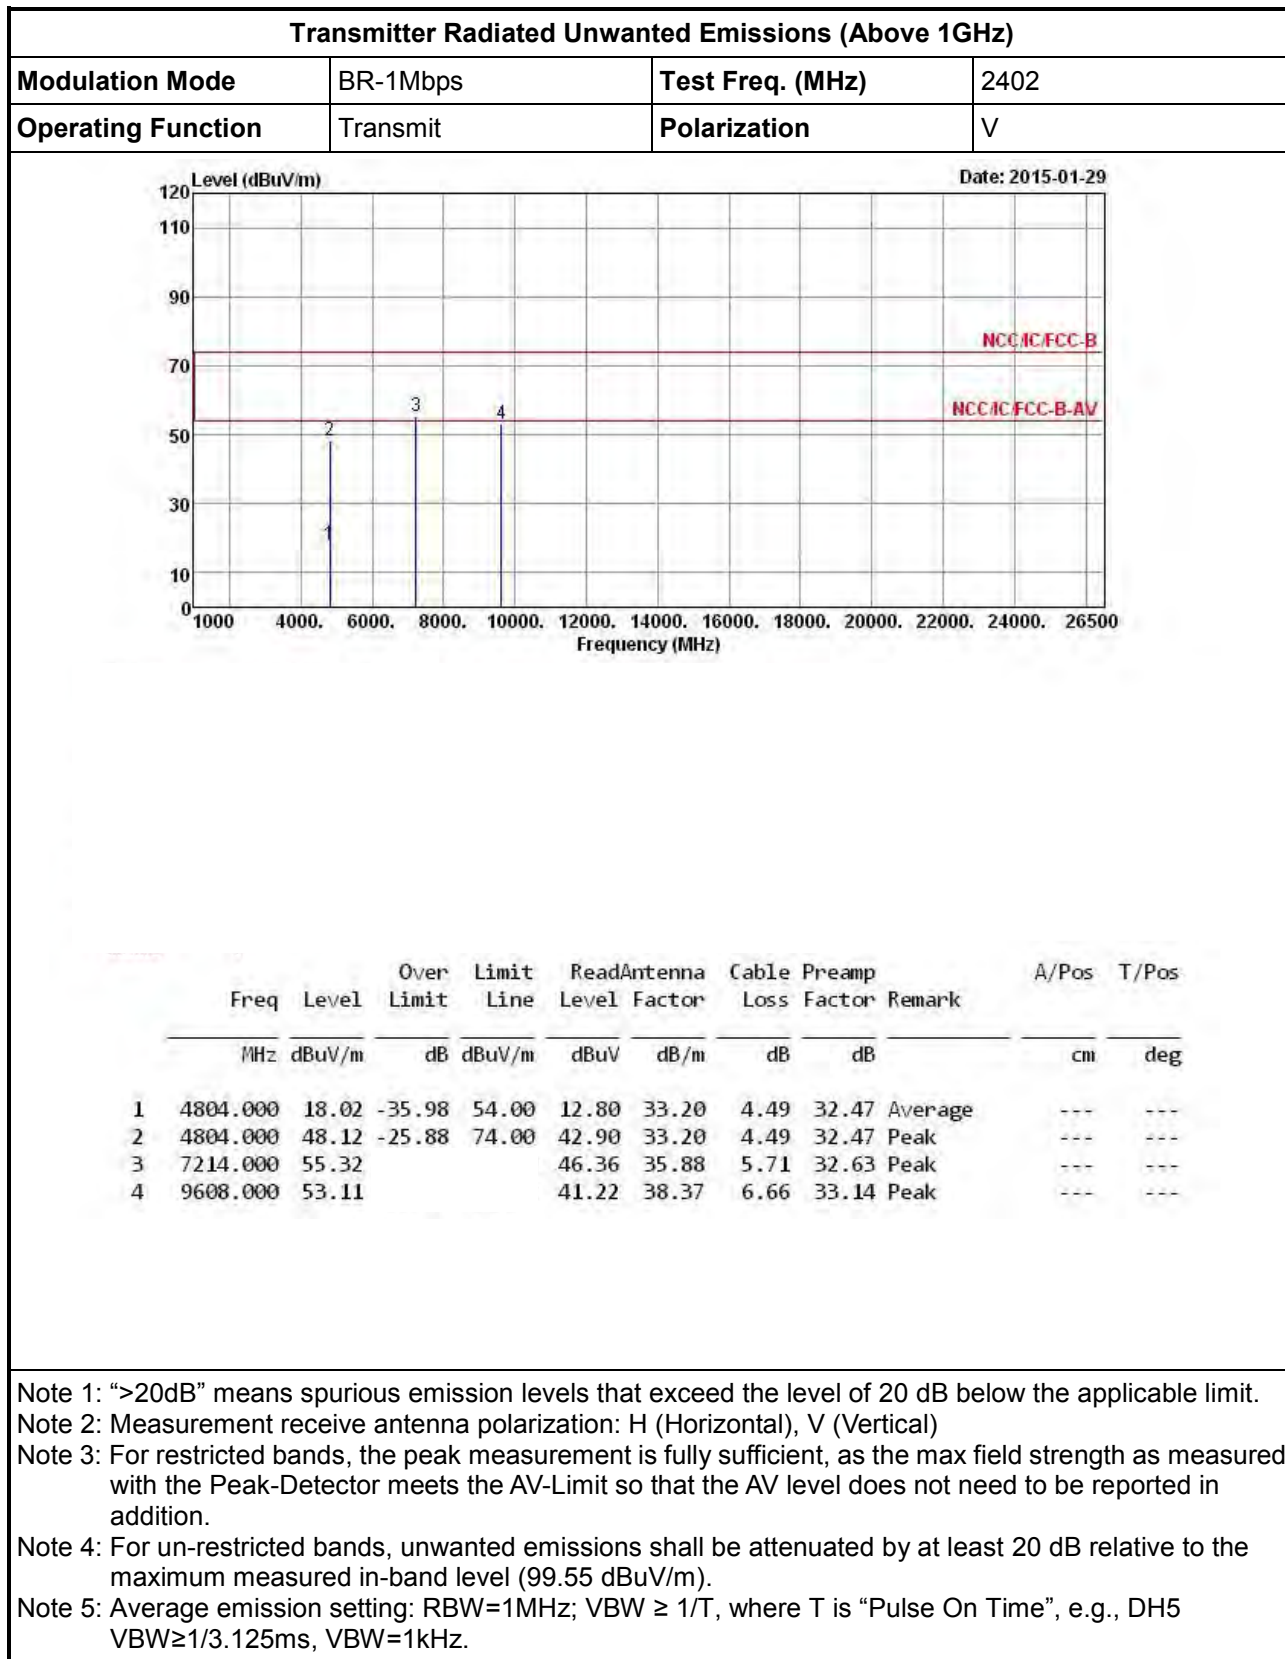 Transmitter Radiated Unwanted Emissions (Above 1GHz)
Modulation Mode BR-1Mbps Test Freq. (MHz) 2402
Operating Function Transmit Polarization V
Level (dBuV/m) Date: 2015-01-29
120
110
90
NCC/IC/FCC-B
70
3
4
NCC/IC/FCC-B-AV
2
50
30
1
10
0
1000 4000. 6000. 8000. 10000. 12000. 14000. 16000. 18000. 20000. 22000. 24000. 26500
Frequency (MHz)
Over Limit ReadAntenna Cable Preamp A/Pos T/Pos
Freq Level Limit Line Level Factor Loss Factor Remark
MHz dBuV/m dB dBuV/m dBuV dB/m dB dB cm deg
1 4804.000 18.02 -35.98 54.00 12.80 33.20 4.49 32.47 Average --- ---
2 4804.000 48.12 -25.88 74.00 42.90 33.20 4.49 32.47 Peak --- ---
3 7214.000 55.32 46.36 35.88 5.71 32.63 Peak --- ---
4 9608.000 53.11 41.22 38.37 6.66 33.14 Peak --- ---
Note 1: “>20dB” means spurious emission levels that exceed the level of 20 dB below the applicable limit.
Note 2: Measurement receive antenna polarization: H (Horizontal), V (Vertical)
Note 3: For restricted bands, the peak measurement is fully sufficient, as the max field strength as measured
with the Peak-Detector meets the AV-Limit so that the AV level does not need to be reported in
addition.
Note 4: For un-restricted bands, unwanted emissions shall be attenuated by at least 20 dB relative to the
maximum measured in-band level (99.55 dBuV/m).
Note 5: Average emission setting: RBW=1MHz; VBW ≥ 1/T, where T is “Pulse On Time”, e.g., DH5
VBW≥1/3.125ms, VBW=1kHz.